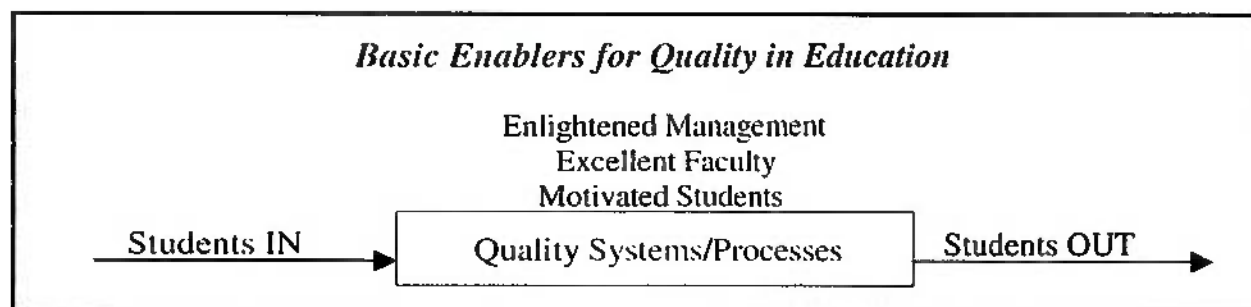 Basic Enablers for Quality in Education
Enlightened Management
Excellent Faculty
Motivated Students
Students IN
Quality Systems/Processes
Students OUT